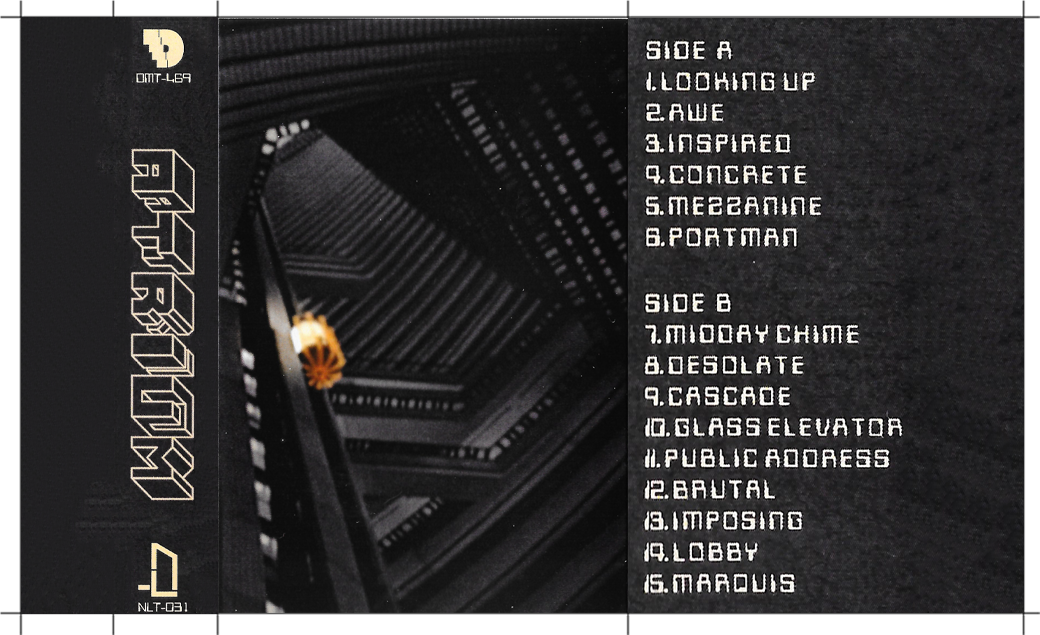 DMT-469
ATRIUM
NLT-031
SIDE A
1.LOOKING UP
2.AWE
3.INSPIRED
4.CONCRETE
5.MEZZANINE
6.PORTMAN
SIDE B
7.MIDDAY CHIME
8.DESOLATE
9.CASCADE
10.GLASS ELEVATOR
11.PUBLIC ADDRESS
12.BRUTAL
13.IMPOSING
14.LOBBY
15.MARQUIS